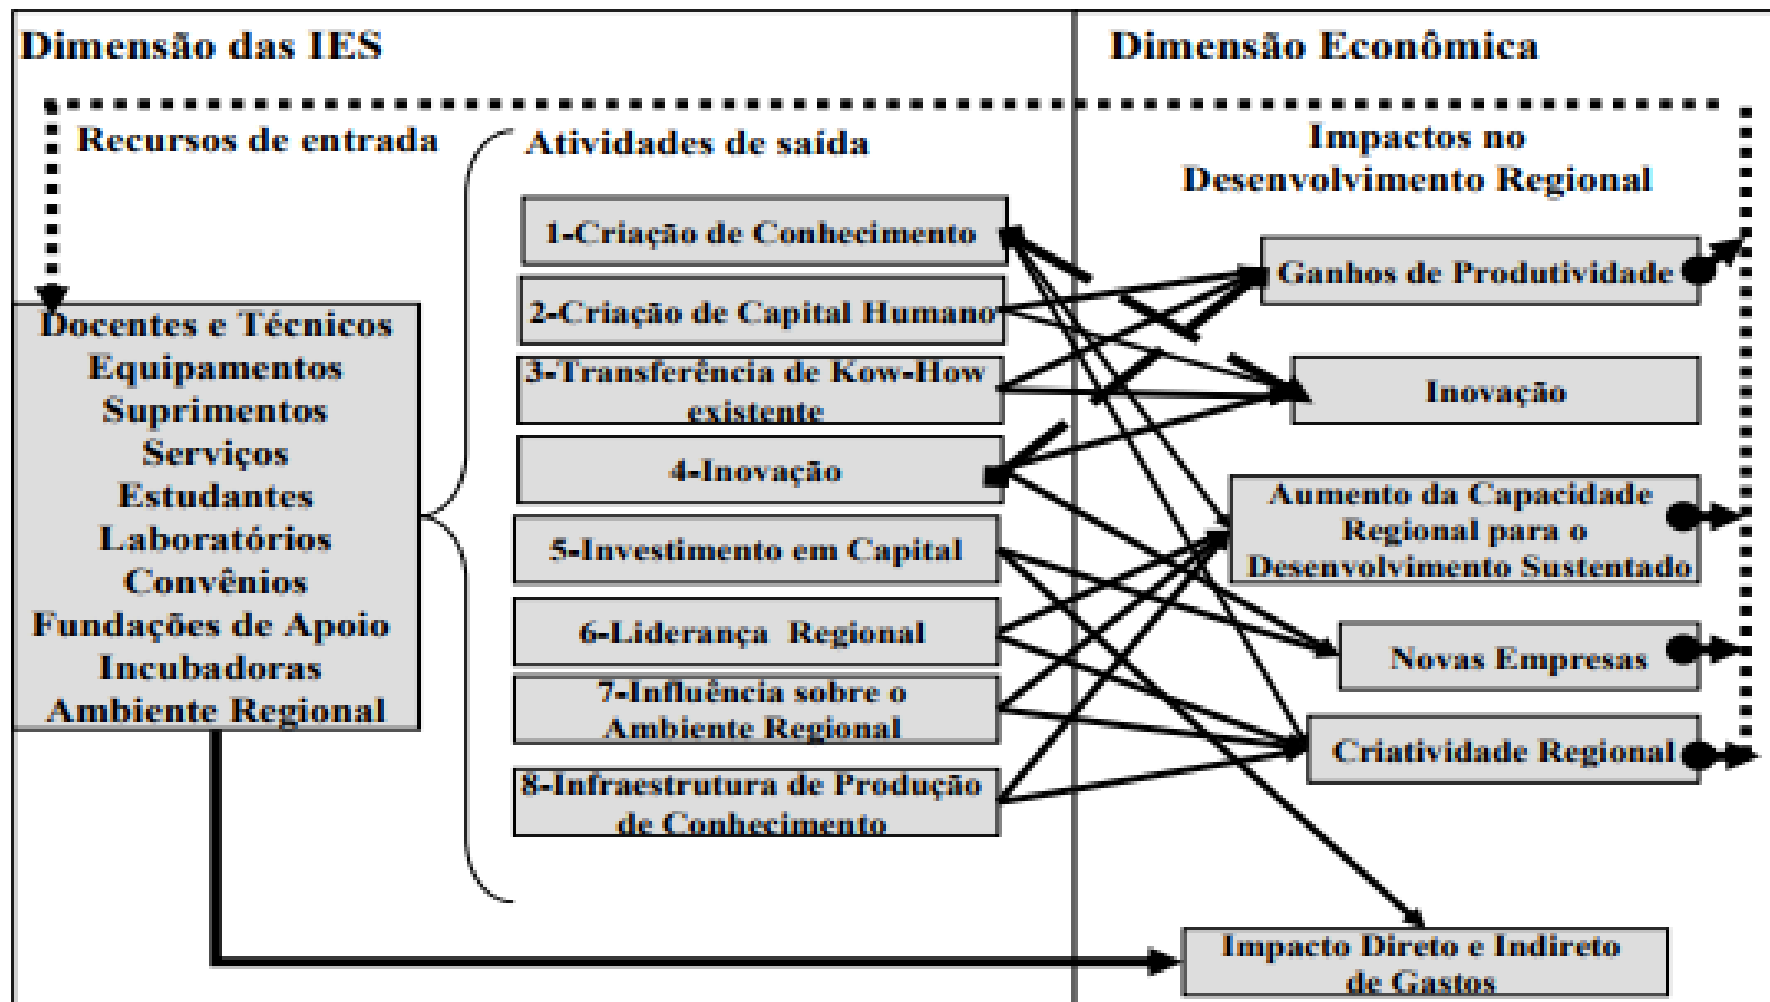 Dimensão das IES
Dimensão Econômica
Recursos de entrada
Atividades de saída
Impactos no
Desenvolvimento Regional
Docentes e Técnicos
Equipamentos
Suprimentos
Serviços
Estudantes
Laboratórios
Convênios
Fundações de Apoio
Incubadoras
Ambiente Regional
1-Criação de Conhecimento
2-Criação de Capital Humano
3-Transferência de Kow-How
existente
4-Inovação
5-Investimento em Capital
6-Liderança Regional
7-Influência sobre o
Ambiente Regional
8-Infraestrutura de Produção
de Conhecimento
Ganhos de Produtividade
Inovação
Aumento da Capacidade
Regional para o
Desenvolvimento Sustentado
Novas Empresas
Criatividade Regional
Impacto Direto e Indireto
de Gastos